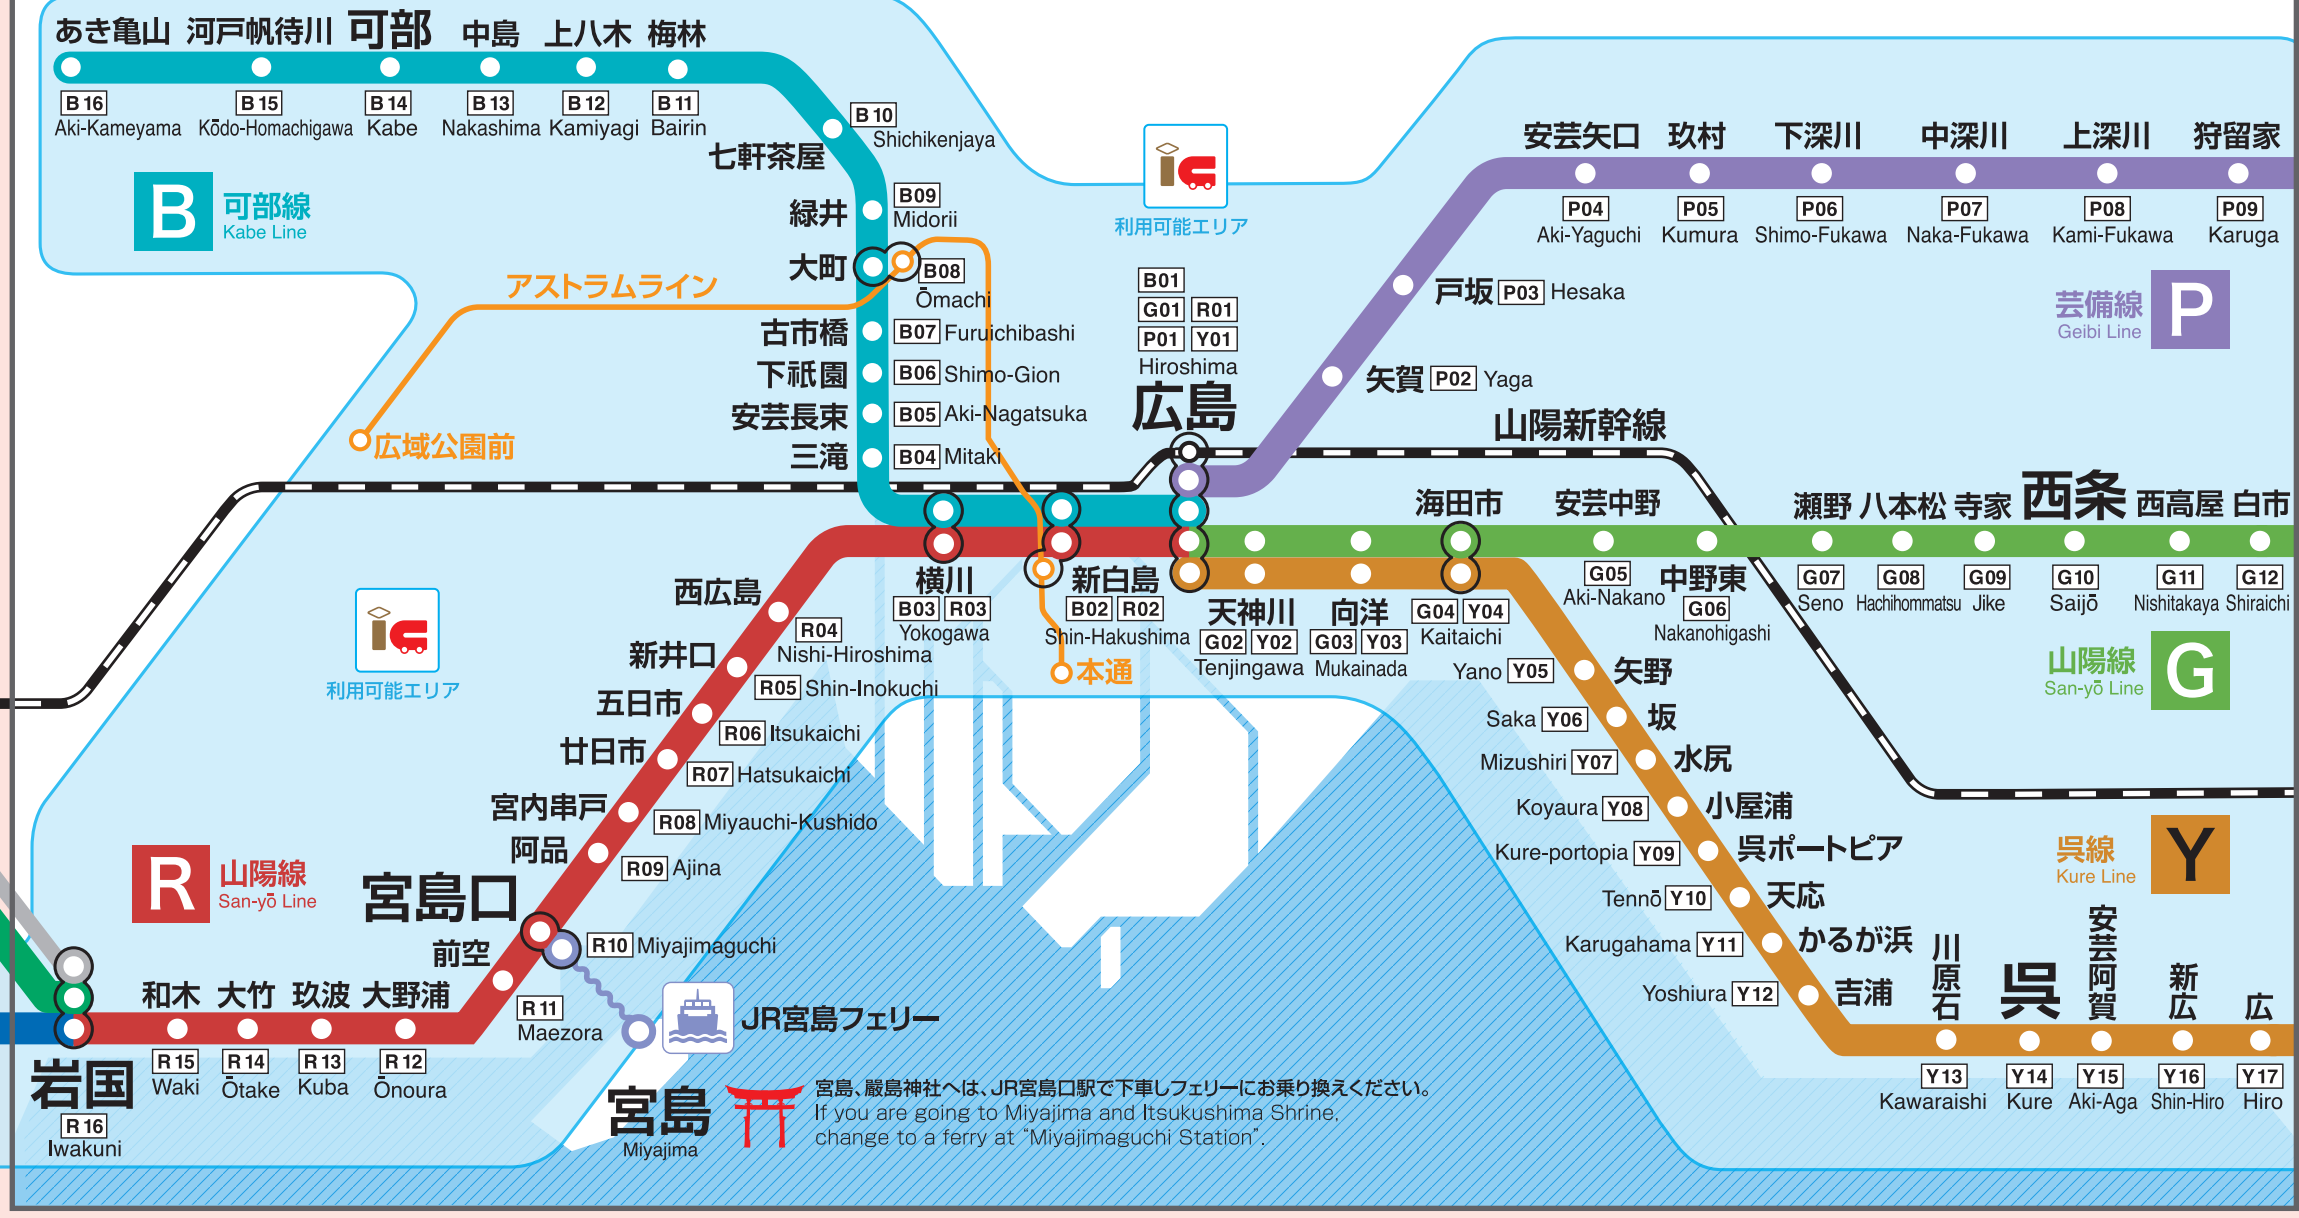 あき亀山 河戸帆待川 可部 中島 上八木 梅林
B16 B15 B14 B13 B12 B11
Aki-Kameyama Kōdo-Homachigawa Kabe Nakashima Kamiyagi Bairin
B10
Shichikenjaya
七軒茶屋
B 可部線
Kabe Line
緑井 B09
Midorii
大町 B08
Ōmachi
アストラムライン
広域公園前
古市橋 B07 Furuichibashi
下祇園 B06 Shimo-Gion
安芸長束 B05 Aki-Nagatsuka
三滝 B04 Mitaki
ic
利用可能エリア
B01
G01 R01
P01 Y01
Hiroshima
広島
安芸矢口 玖村 下深川 中深川 上深川 狩留家
P04 P05 P06 P07 P08 P09
Aki-Yaguchi Kumura Shimo-Fukawa Naka-Fukawa Kami-Fukawa Karuga
戸坂 P03 Hesaka
矢賀 P02 Yaga
芸備線 P
Geibi Line
山陽新幹線
海田市 安芸中野 瀬野 八本松 寺家 西条 西高屋 白市
G05 中野東 G07 G08 G09 G10 G11 G12
Aki-Nakano G06 Seno Hachihommatsu Jike Saijō Nishitakaya Shiraichi
Nakanohigashi
山陽線 G
San-yō Line
横川 新白島
B03 R03 B02 R02
Yokogawa Shin-Hakushima
本通
天神川 向洋 G04 Y04
G02 Y02 G03 Y03 Kaitaichi
Tenjingawa Mukainada
ic
利用可能エリア
西広島 R04
Nishi-Hiroshima
新井口 R05 Shin-Inokuchi
五日市 R06 Itsukaichi
廿日市 R07 Hatsukaichi
宮内串戸 R08 Miyauchi-Kushido
阿品 R09 Ajina
宮島口 R10 Miyajimaguchi
R 山陽線
San-yō Line
前空 R11
Maezora
和木 大竹 玖波 大野浦
R15 R14 R13 R12
Waki Ōtake Kuba Ōnoura
岩国
R16
Iwakuni
JR宮島フェリー
宮島
Miyajima
宮島、嚴島神社へは、JR宮島口駅で下車しフェリーにお乗り換えください。
If you are going to Miyajima and Itsukushima Shrine,
change to a ferry at “Miyajimaguchi Station”.
Yano Y05 矢野
Saka Y06 坂
Mizushiri Y07 水尻
Koyaura Y08 小屋浦
Kure-portopia Y09 呉ポートピア
Tennō Y10 天応
Karugahama Y11 かるが浜
Yoshiura Y12 吉浦
呉線 Y
Kure Line
川原石 呉 安芸阿賀 新広 広
Y13 Y14 Y15 Y16 Y17
Kawaraishi Kure Aki-Aga Shin-Hiro Hiro